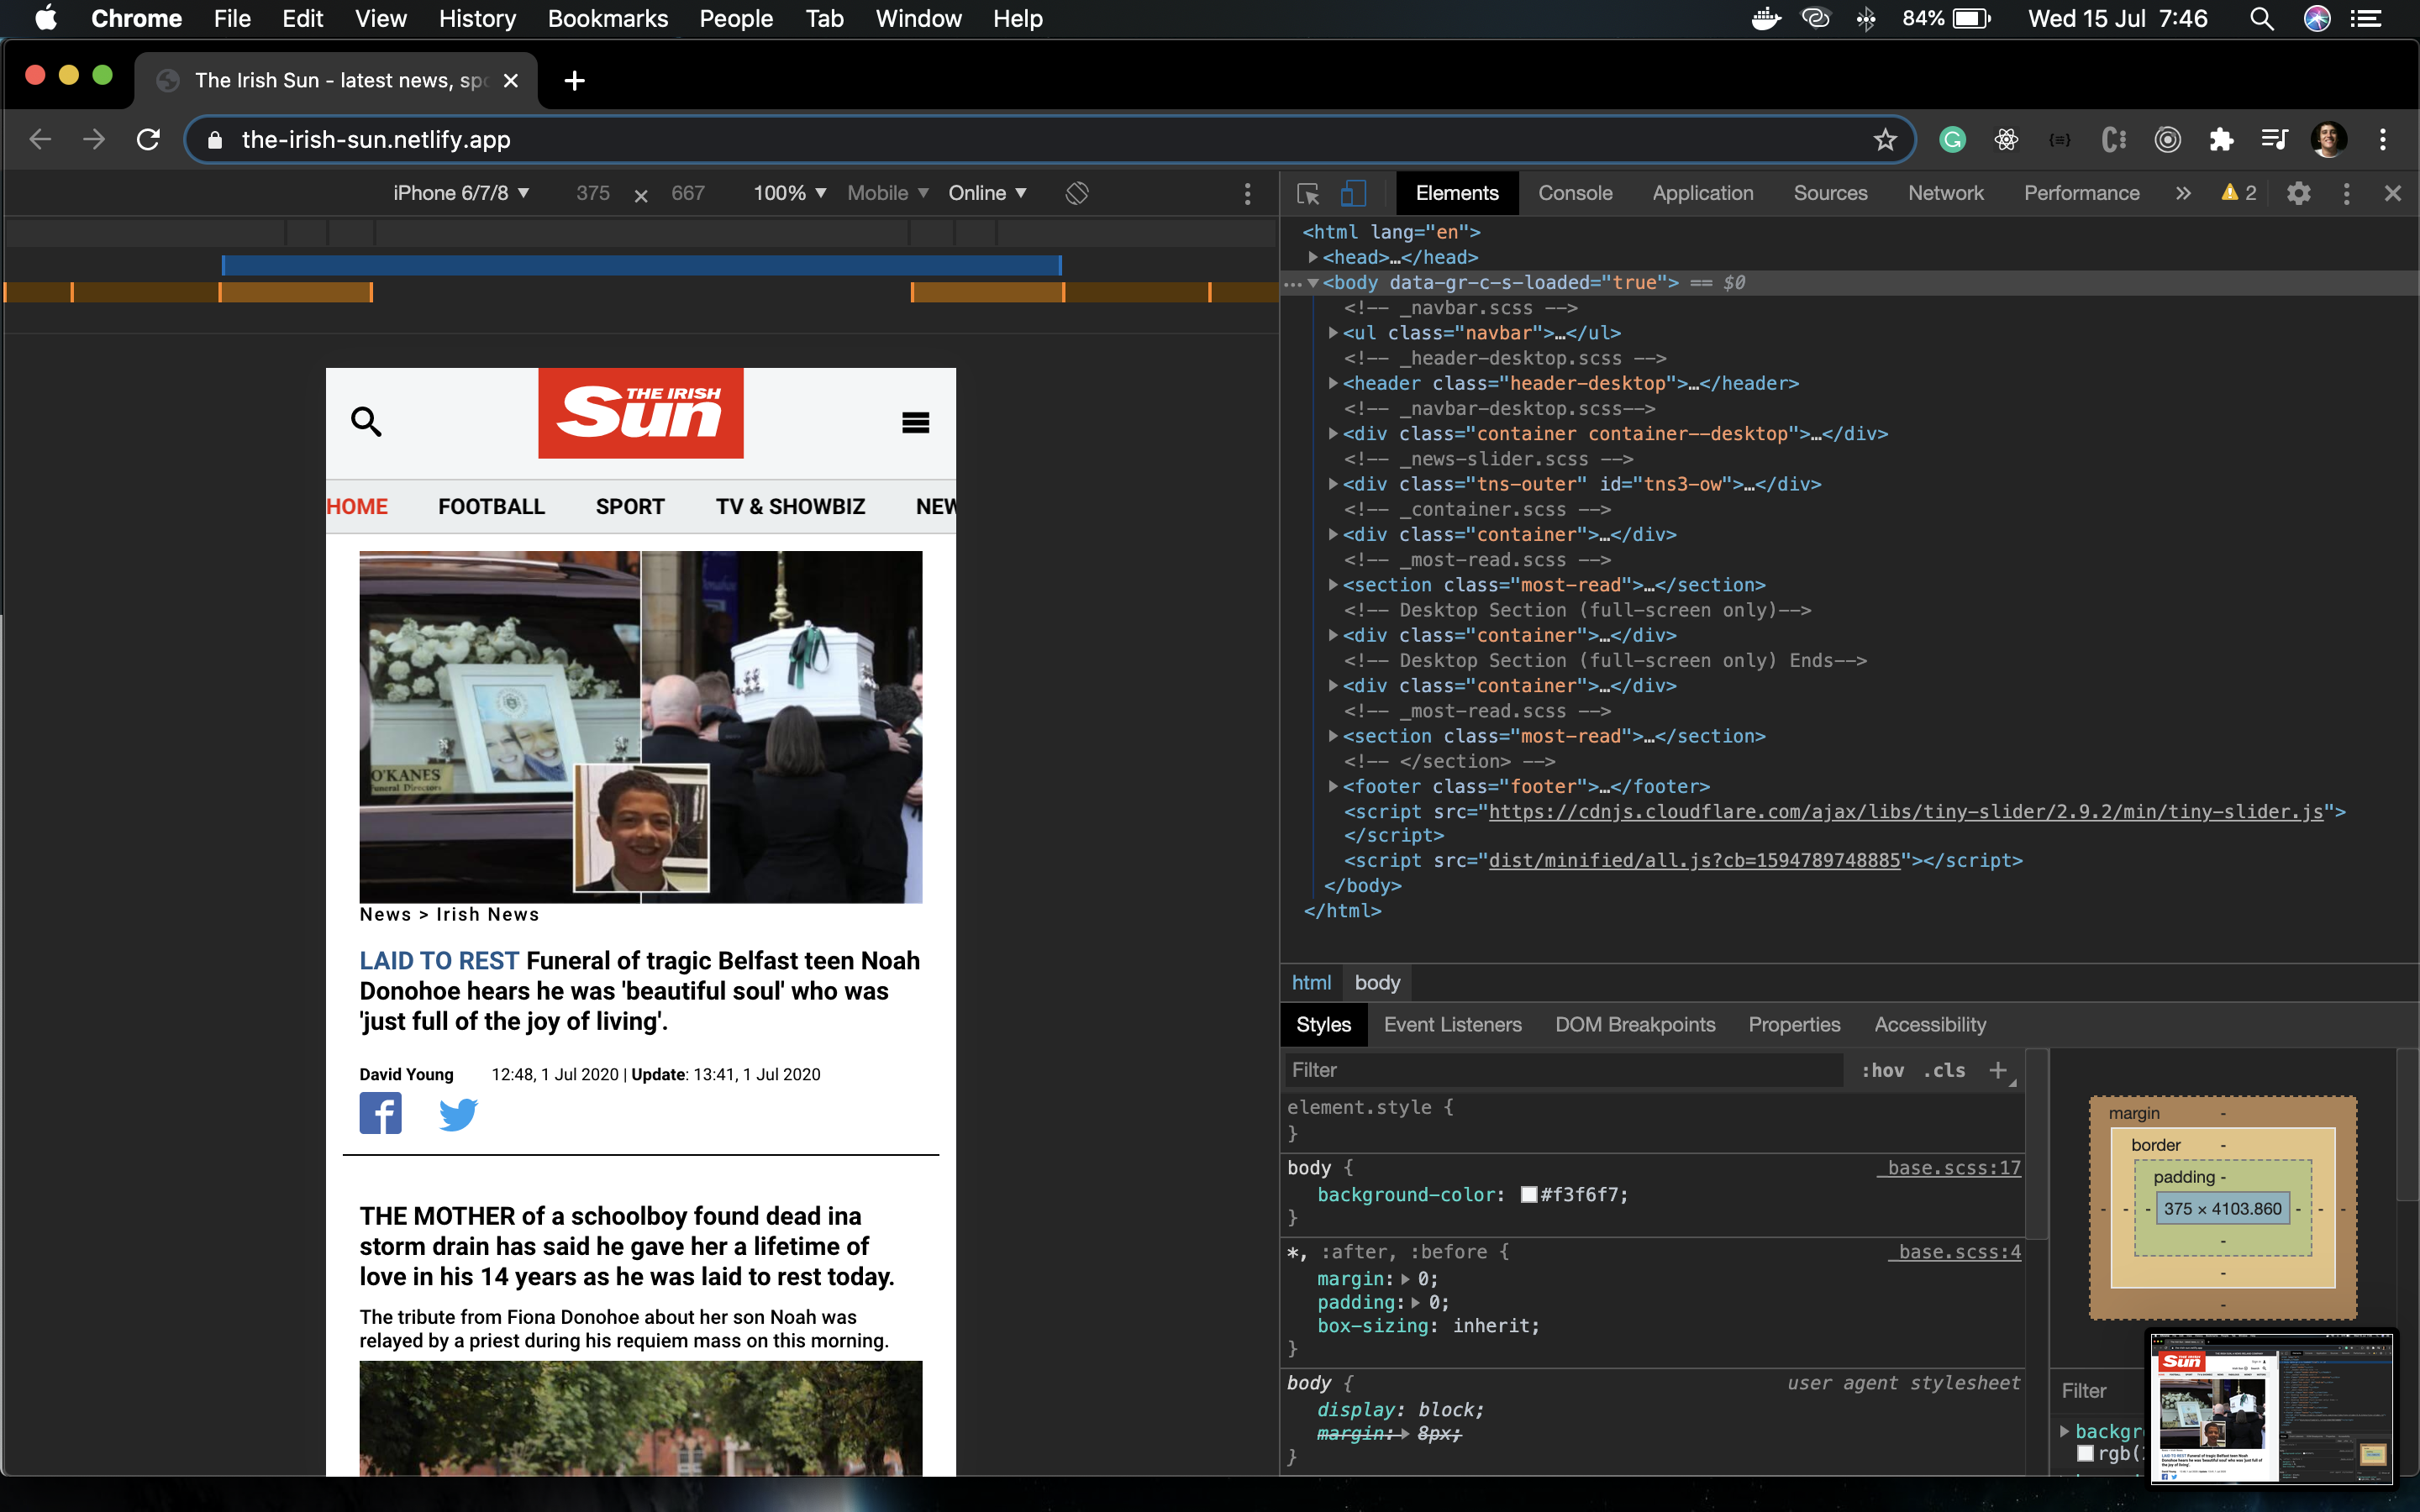 Chrome File Edit View History Bookmarks People Tab Window Help 84% Wed 15 Jul 7:46
The Irish Sun - latest news, spo
the-irish-sun.netlify.app
iPhone 6/7/8 375 667 100% Mobile Online
Elements Console Application Sources Network Performance 2
<html lang="en">
<head>…</head>
<body data-gr-c-s-loaded="true"> == $0
<!-- _navbar.scss -->
<ul class="navbar">…</ul>
<!-- _header-desktop.scss -->
<header class="header-desktop">…</header>
<!-- _navbar-desktop.scss-->
<div class="container container--desktop">…</div>
<!-- _news-slider.scss -->
<div class="tns-outer" id="tns3-ow">…</div>
<!-- _container.scss -->
<div class="container">…</div>
<!-- _most-read.scss -->
<section class="most-read">…</section>
<!-- Desktop Section (full-screen only)-->
<div class="container">…</div>
<!-- Desktop Section (full-screen only) Ends-->
<div class="container">…</div>
<!-- _most-read.scss -->
<section class="most-read">…</section>
<!-- </section> -->
<footer class="footer">…</footer>
<script src="https://cdnjs.cloudflare.com/ajax/libs/tiny-slider/2.9.2/min/tiny-slider.js">
</script>
<script src="dist/minified/all.js?cb=1594789748885"></script>
</body>
</html>
html body
Styles Event Listeners DOM Breakpoints Properties Accessibility
Filter :hov .cls +
element.style {
}
body { _base.scss:17
background-color: #f3f6f7;
}
*, :after, :before { _base.scss:4
margin: 0;
padding: 0;
box-sizing: inherit;
}
body { user agent stylesheet
display: block;
margin: 8px;
}
margin -
border -
padding -
375 × 4103.860
Filter
backgr
rgb(
THE IRISH
Sun
HOME FOOTBALL SPORT TV & SHOWBIZ NEW
O'KANES
Funeral Directors
News > Irish News
LAID TO REST Funeral of tragic Belfast teen Noah
Donohoe hears he was 'beautiful soul' who was
'just full of the joy of living'.
David Young 12:48, 1 Jul 2020 | Update: 13:41, 1 Jul 2020
THE MOTHER of a schoolboy found dead ina
storm drain has said he gave her a lifetime of
love in his 14 years as he was laid to rest today.
The tribute from Fiona Donohoe about her son Noah was
relayed by a priest during his requiem mass on this morning.